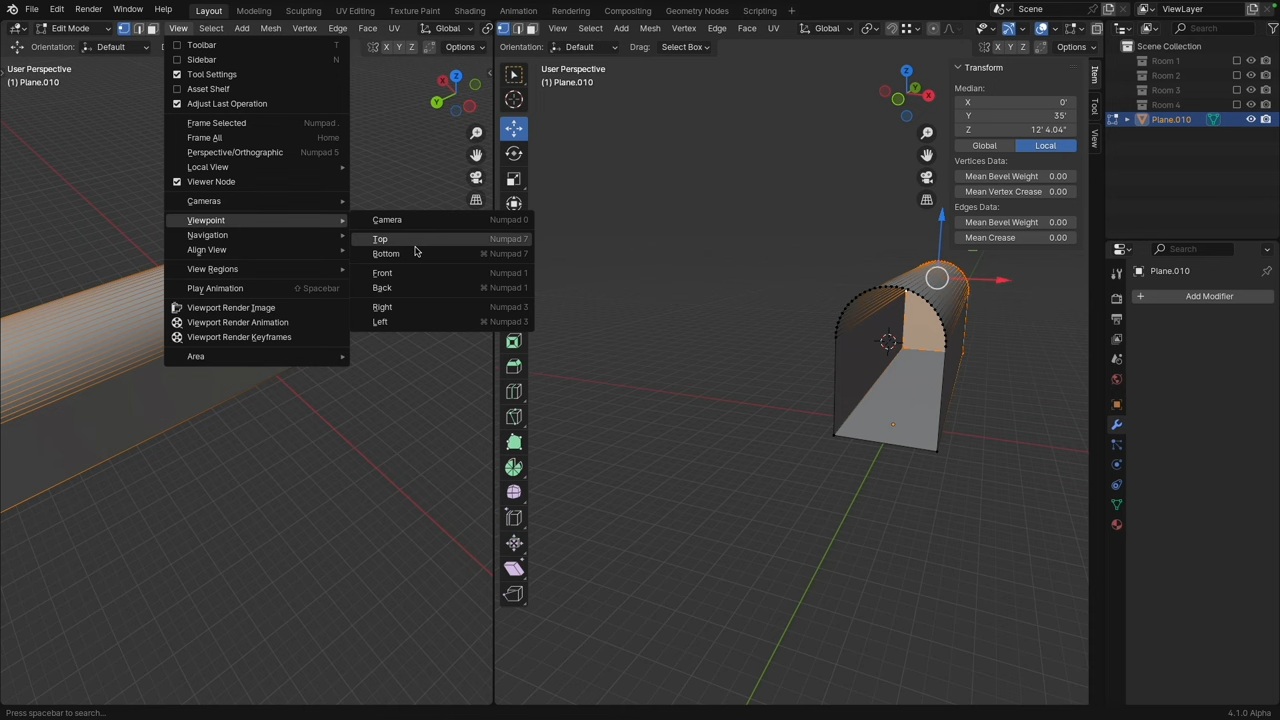 File Edit Render Window Help Layout Modeling Sculpting UV Editing Texture Paint Shading Animation Rendering Compositing Geometry Nodes Scripting Scene ViewLayer
Edit Mode View Select Add Mesh Vertex Edge Face UV Global
View Select Add Mesh Vertex Edge Face UV Global
Search
Orientation: Default X Y Z Options
Orientation: Default Drag: Select Box X Y Z Options
User Perspective
(1) Plane.010
Toolbar T
Sidebar N
Tool Settings
Asset Shelf
Adjust Last Operation
Frame Selected Numpad .
Frame All Home
Perspective/Orthographic Numpad 5
Local View
Viewer Node
Cameras
Viewpoint
Navigation
Align View
View Regions
Play Animation ⇧ Spacebar
Viewport Render Image
Viewport Render Animation
Viewport Render Keyframes
Area
Camera Numpad 0
Top Numpad 7
Bottom ⌘ Numpad 7
Front Numpad 1
Back ⌘ Numpad 1
Right Numpad 3
Left ⌘ Numpad 3
Z
X
Y
User Perspective
(1) Plane.010
Z
Y
X
Transform
Median:
X 0'
Y 35'
Z 12' 4.04"
Global Local
Vertices Data:
Mean Bevel Weight 0.00
Mean Vertex Crease 0.00
Edges Data:
Mean Bevel Weight 0.00
Mean Crease 0.00
Item
Tool
View
Scene Collection
Room 1
Room 2
Room 3
Room 4
Plane.010
Search
Plane.010
+ Add Modifier
Press spacebar to search...
4.1.0 Alpha